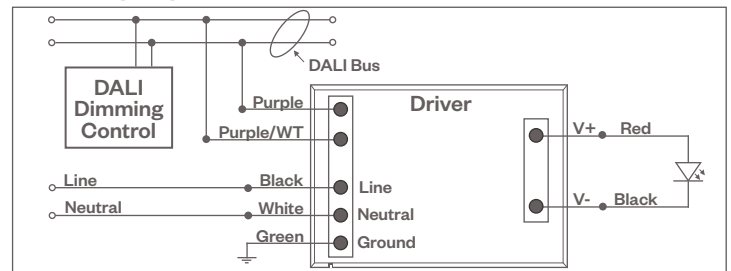 DALI Bus
DALI
Dimming
Control
Purple
Driver
Purple/WT
V+ Red
Line Black Line
Neutral White Neutral
V- Black
Green Ground